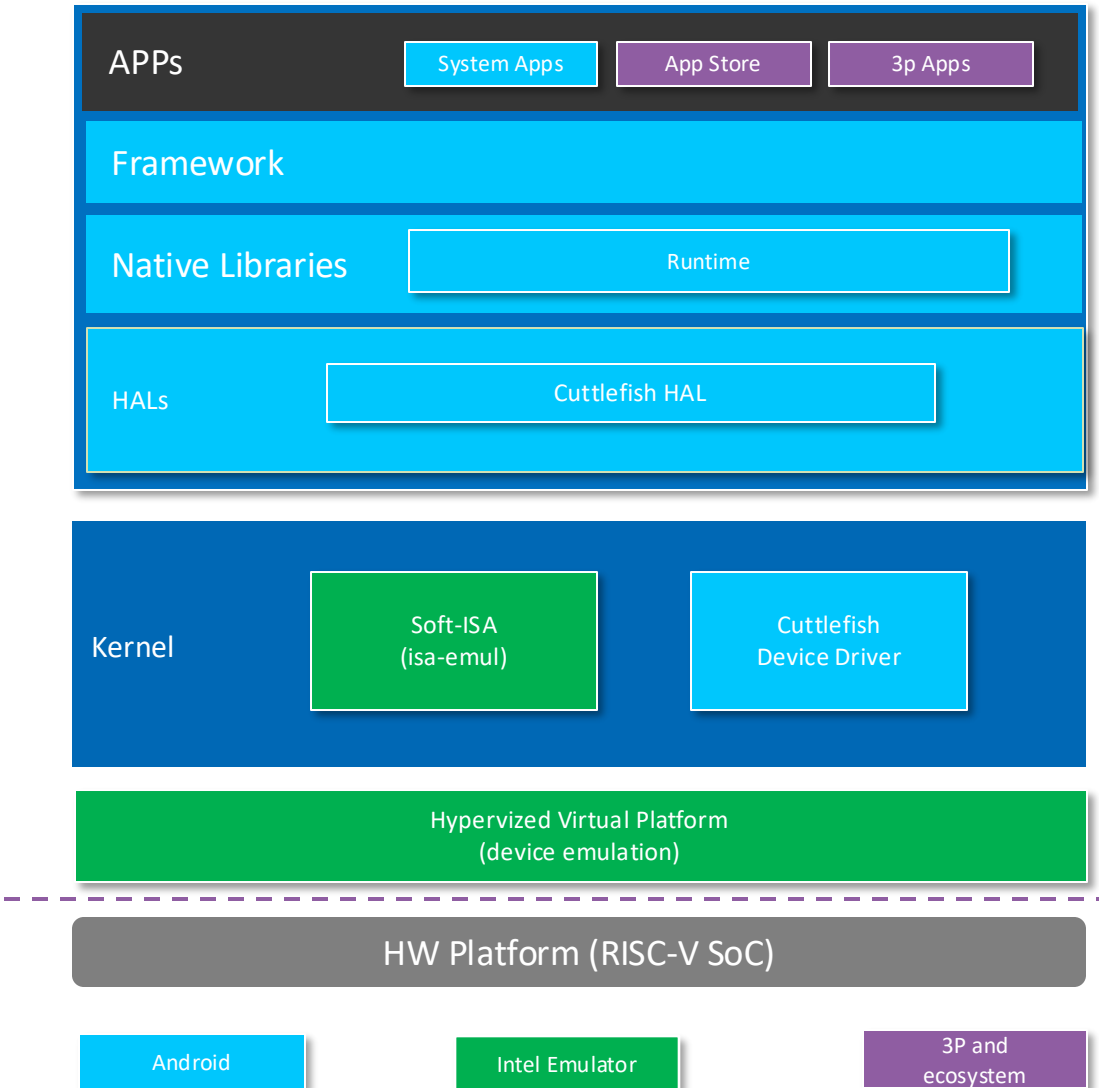 APPs
System Apps
App Store
3p Apps
Framework
Native Libraries
Runtime
HALs
Cuttlefish HAL
Kernel
Soft-ISA
(isa-emul)
Cuttlefish
Device Driver
Hypervized Virtual Platform
(device emulation)
HW Platform (RISC-V SoC)
Android
Intel Emulator
3P and
ecosystem